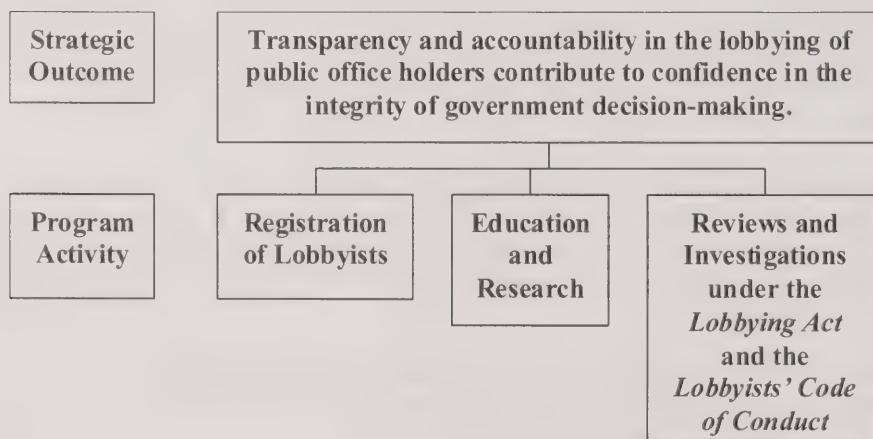 Strategic
Outcome
Transparency and accountability in the lobbying of
public office holders contribute to confidence in the
integrity of government decision-making.
Program
Activity
Registration
of Lobbyists
Education
and
Research
Reviews and
Investigations
under the
Lobbying Act
and the
Lobbyists' Code
of Conduct